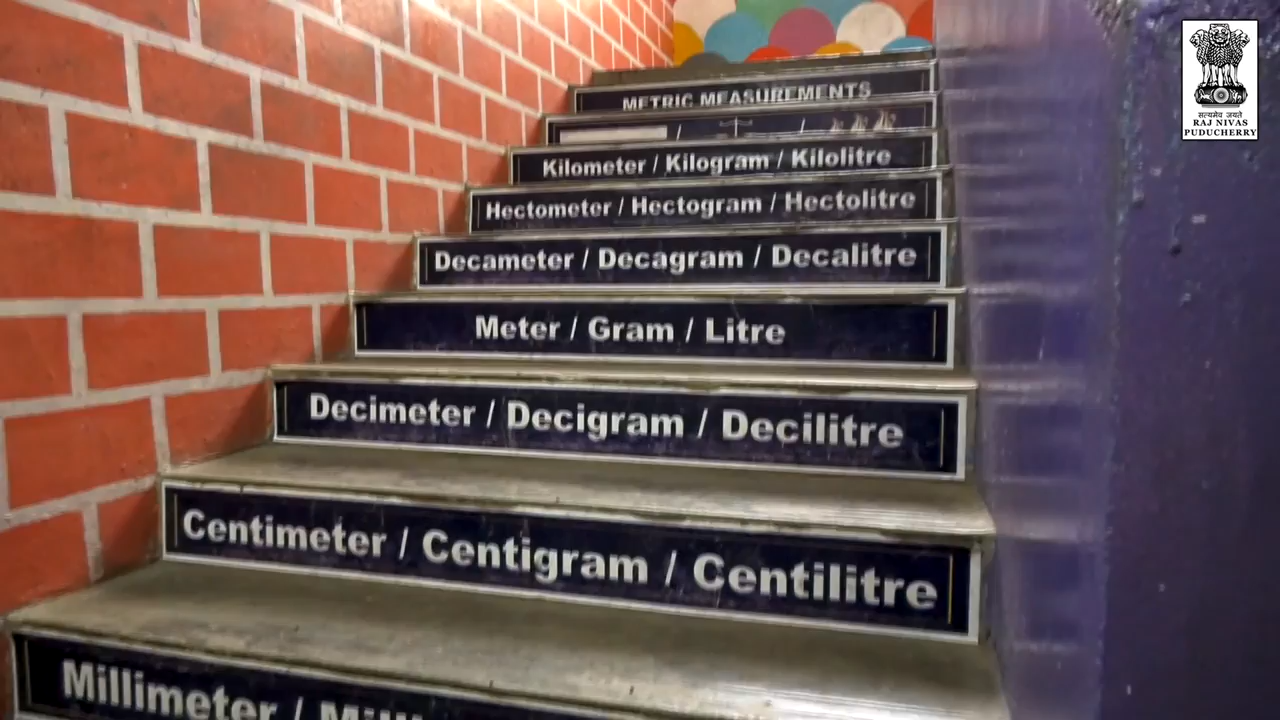 METRIC MEASUREMENTS
/ /
Kilometer / Kilogram / Kilolitre
Hectometer / Hectogram / Hectolitre
Decameter / Decagram / Decalitre
Meter / Gram / Litre
Decimeter / Decigram / Decilitre
Centimeter / Centigram / Centilitre
Millimeter /
सत्यमेव जयते
RAJ NIVAS
PUDUCHERRY